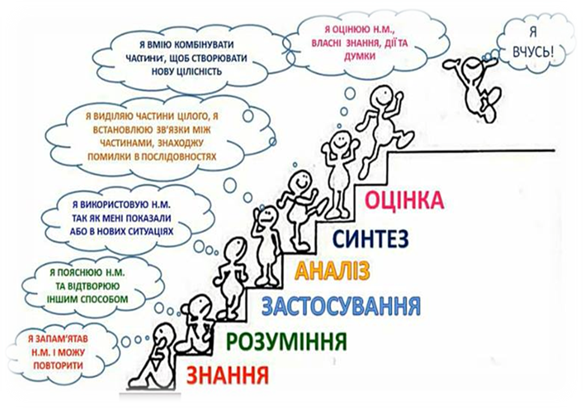 Я ОЦІНЮЮ Н.М.,
ВЛАСНІ ЗНАННЯ, ДІЇ ТА
ДУМКИ
Я
ВЧУСЬ!
Я ВМІЮ КОМБІНУВАТИ
ЧАСТИНИ, ЩОБ СТВОРЮВАТИ
НОВУ ЦІЛІСНІСТЬ
Я ВИДІЛЯЮ ЧАСТИНИ ЦІЛОГО, Я
ВСТАНОВЛЮЮ ЗВ'ЯЗКИ МІЖ
ЧАСТИНАМИ, ЗНАХОДЖУ
ПОМИЛКИ В ПОСЛІДОВНОСТЯХ
Я ВИКОРИСТОВУЮ Н.М.
ТАК ЯК МЕНІ ПОКАЗАЛИ
АБО В НОВИХ СИТУАЦІЯХ
Я ПОЯСНЮЮ Н.М.
ТА ВІДТВОРЮЮ
ІНШИМ СПОСОБОМ
Я ЗАПАМ'ЯТАВ
Н.М. І МОЖУ
ПОВТОРИТИ
ОЦІНКА
СИНТЕЗ
АНАЛІЗ
ЗАСТОСУВАННЯ
РОЗУМІННЯ
ЗНАННЯ